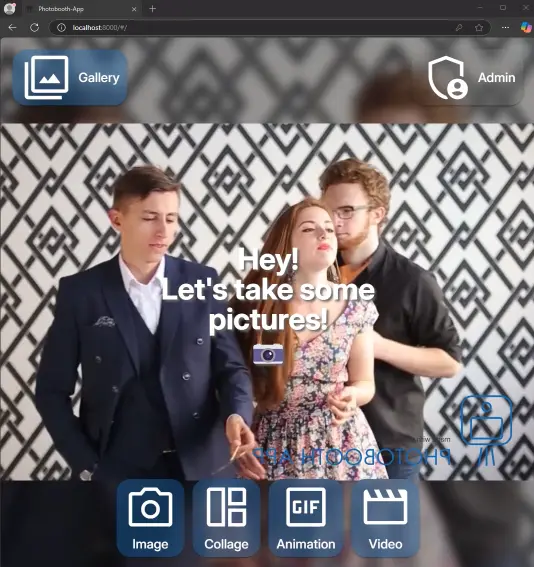 Photobooth-App
localhost:8000/#/
Gallery
Admin
Hey!
Let's take some
pictures!
PHOTOBOOTH APP
GIF
Image
Collage
Animation
Video